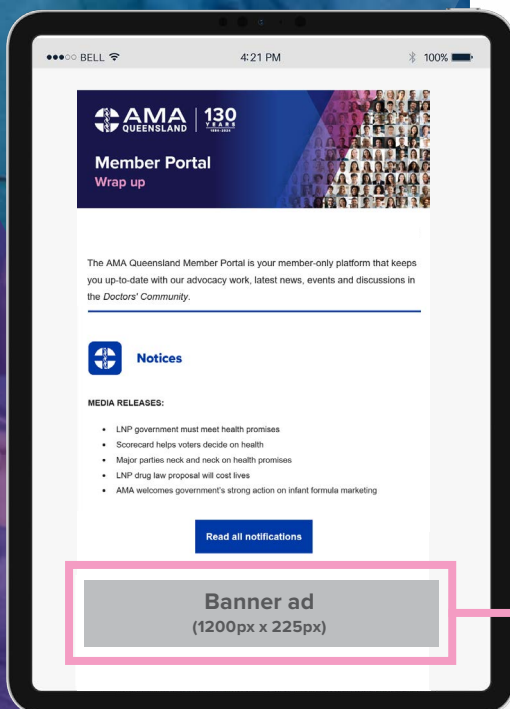 BELL
4:21 PM
100%
AMA
QUEENSLAND
130
YEARS
1894-2024
Member Portal
Wrap up
The AMA Queensland Member Portal is your member-only platform that keeps
you up-to-date with our advocacy work, latest news, events and discussions in
the Doctors' Community.
Notices
MEDIA RELEASES:
• LNP government must meet health promises
• Scorecard helps voters decide on health
• Major parties neck and neck on health promises
• LNP drug law proposal will cost lives
• AMA welcomes government's strong action on infant formula marketing
Read all notifications
Banner ad
(1200px x 225px)